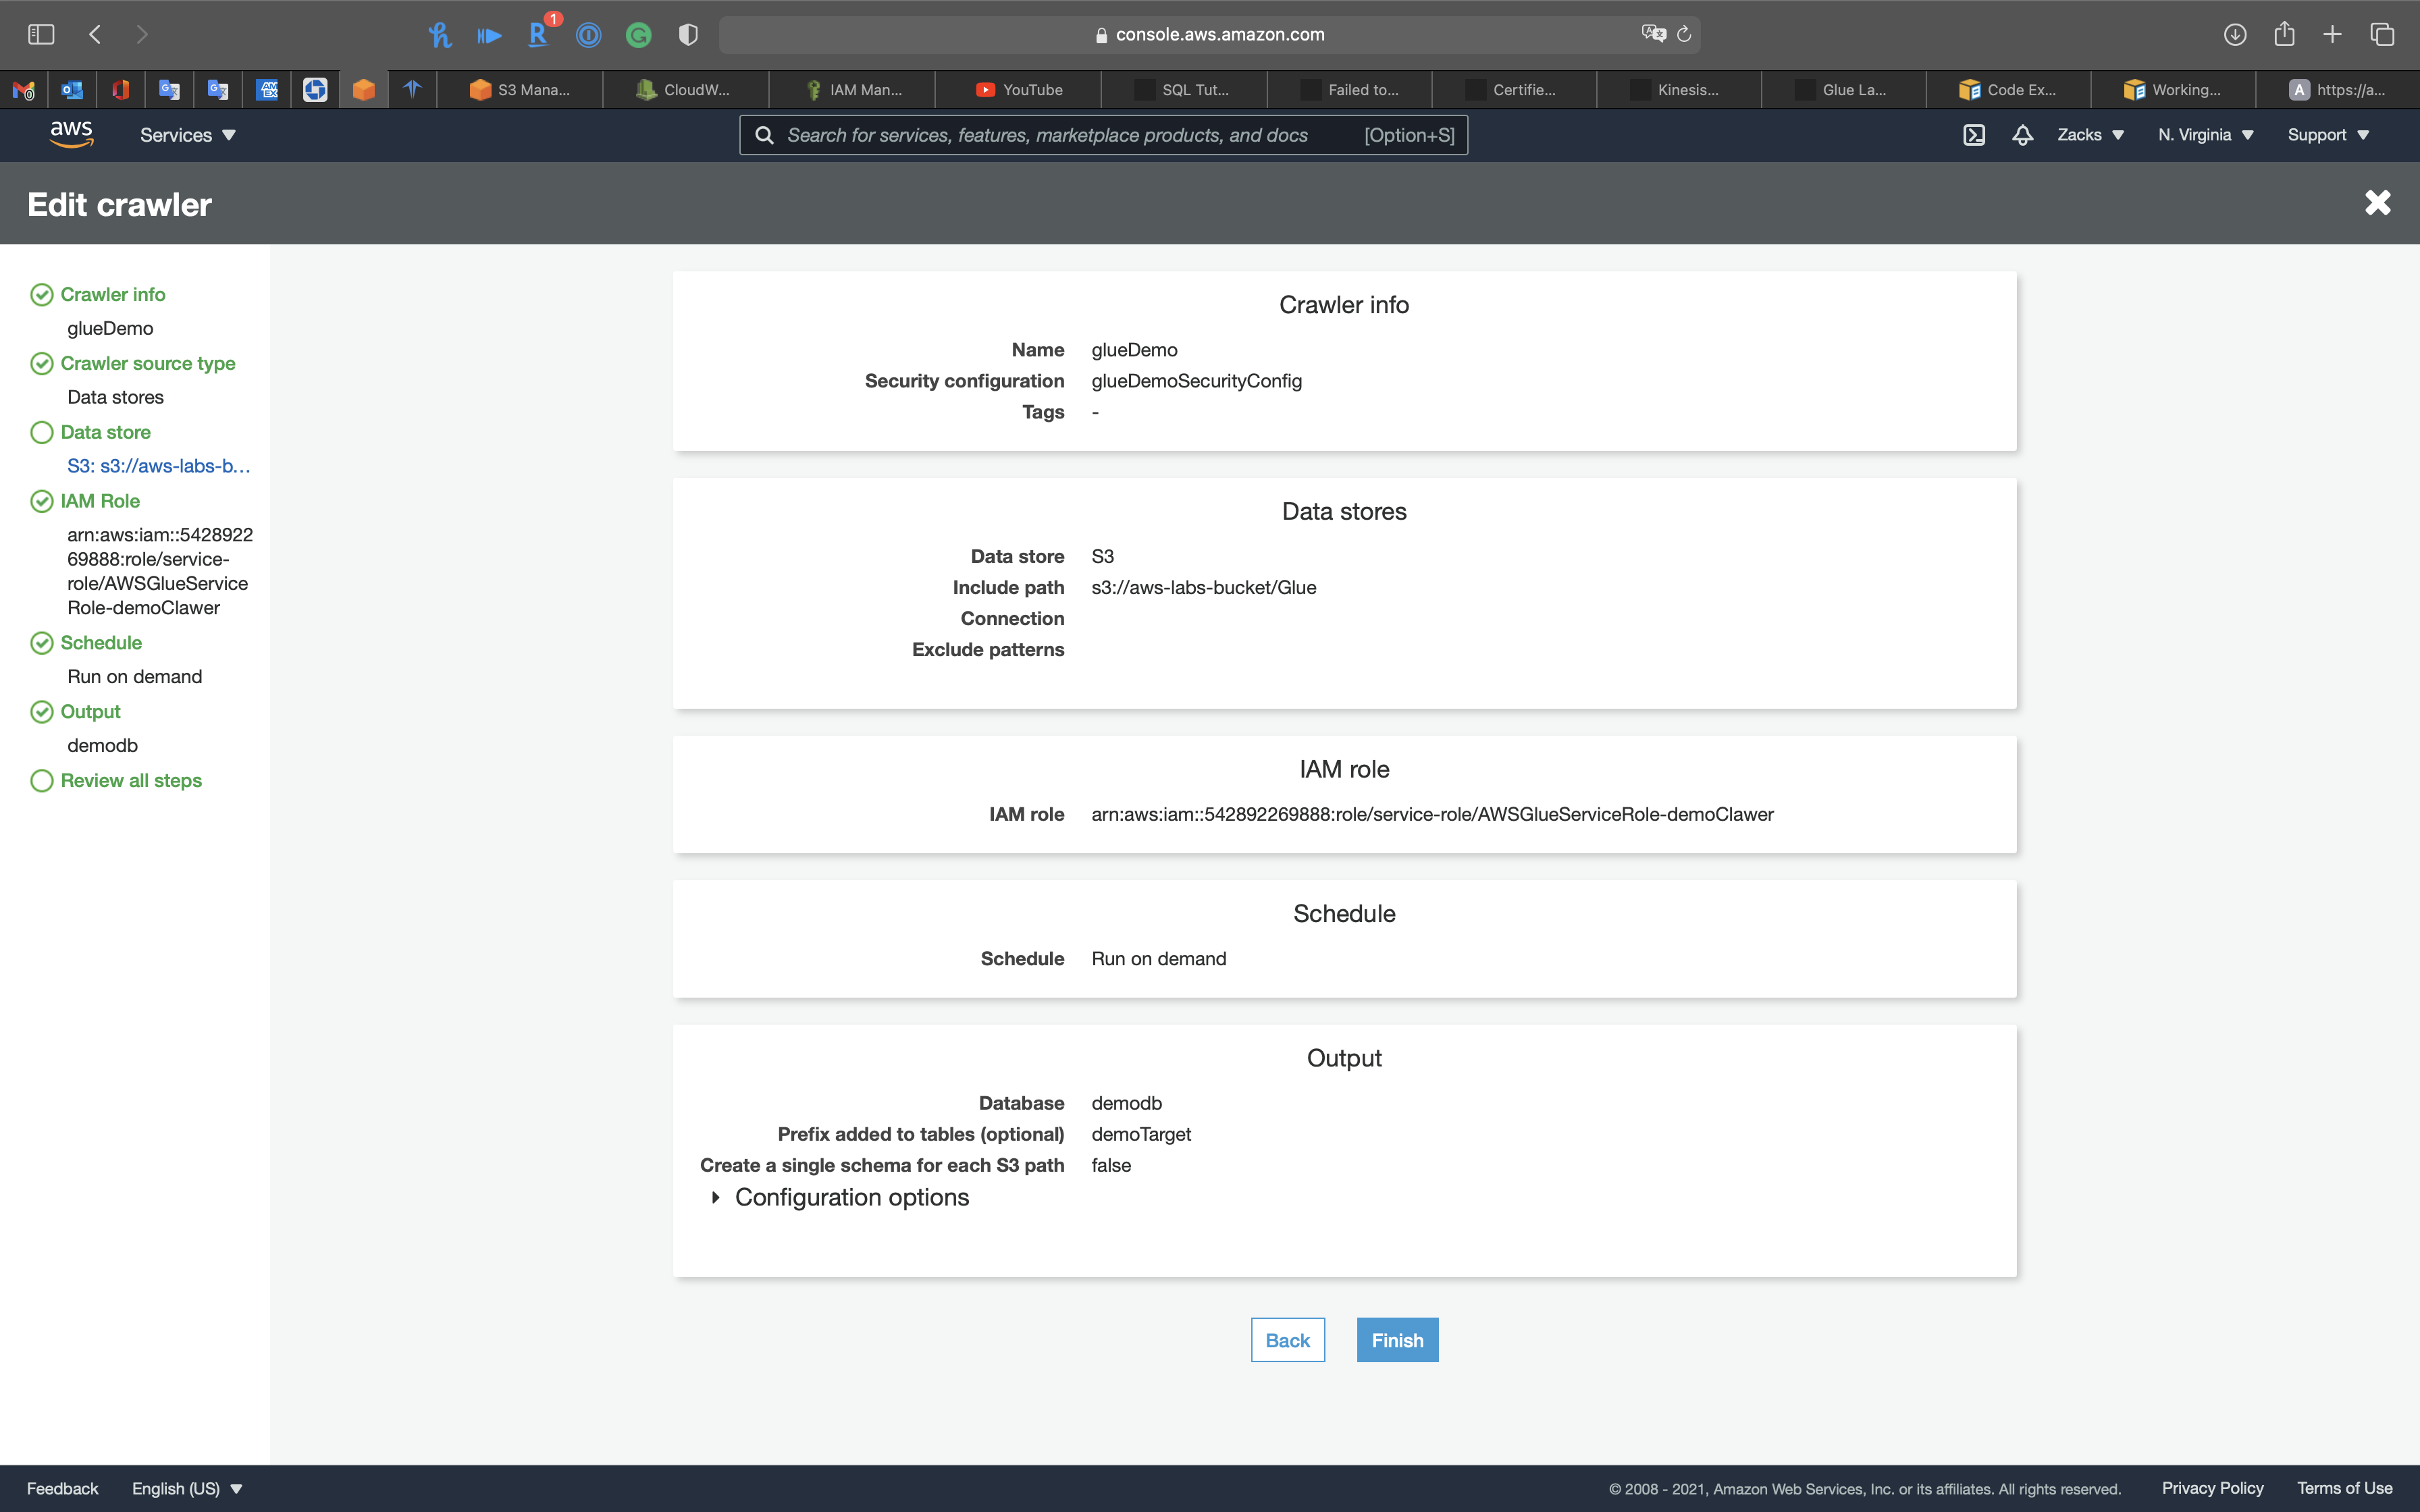 1
console.aws.amazon.com
S3 Mana...
CloudW...
IAM Man...
YouTube
SQL Tut...
Failed to...
Certifie...
Kinesis...
Glue La...
Code Ex...
Working...
A https://a...
aws
Services
Search for services, features, marketplace products, and docs [Option+S]
Zacks
N. Virginia
Support
Edit crawler
Crawler info
glueDemo
Crawler source type
Data stores
Data store
S3: s3://aws-labs-b...
IAM Role
arn:aws:iam::5428922
69888:role/service-
role/AWSGlueService
Role-demoClawer
Schedule
Run on demand
Output
demodb
Review all steps
Crawler info
Name glueDemo
Security configuration glueDemoSecurityConfig
Tags -
Data stores
Data store S3
Include path s3://aws-labs-bucket/Glue
Connection
Exclude patterns
IAM role
IAM role arn:aws:iam::542892269888:role/service-role/AWSGlueServiceRole-demoClawer
Schedule
Schedule Run on demand
Output
Database demodb
Prefix added to tables (optional) demoTarget
Create a single schema for each S3 path false
Configuration options
Back
Finish
Feedback
English (US)
© 2008 - 2021, Amazon Web Services, Inc. or its affiliates. All rights reserved.
Privacy Policy
Terms of Use